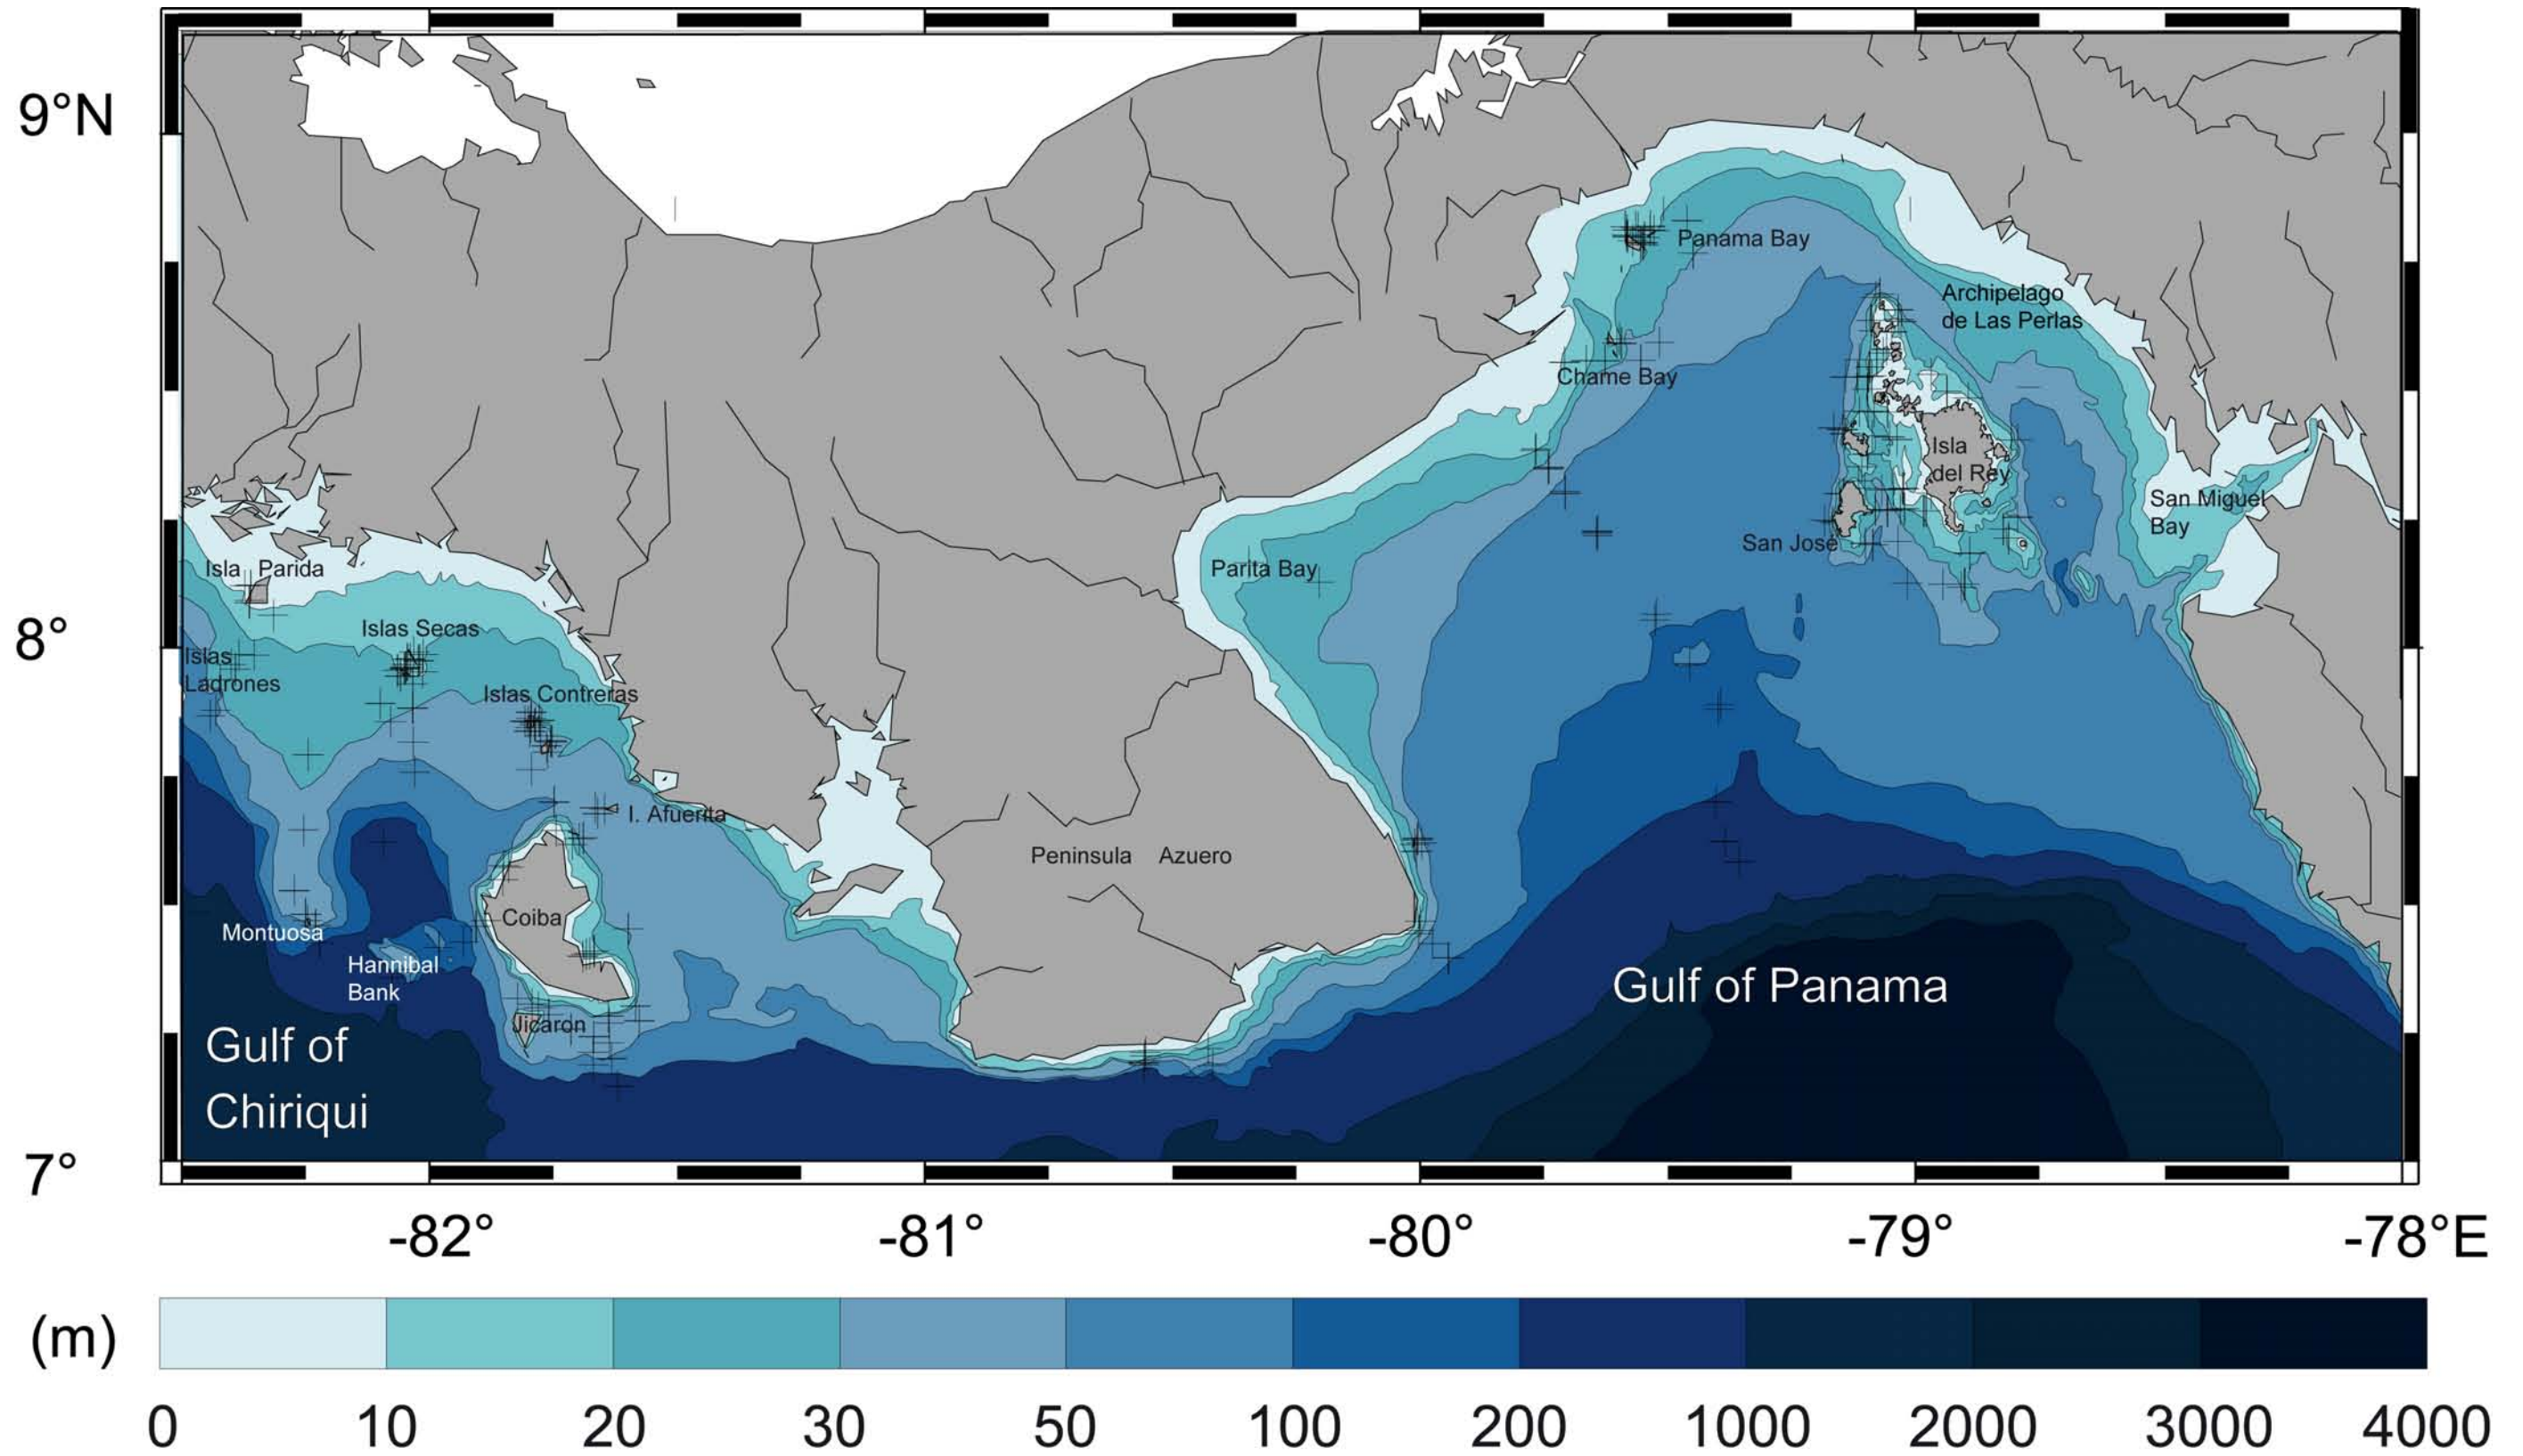 9°N
Panama Bay
Archipelago
de Las Perlas
Chame Bay
Isla
del Rey
San Miguel
Bay
San José
Parita Bay
Isla Parida
8°
Islas Secas
Islas
Ladrones
Islas Contreras
I. Afuerita
Peninsula Azuero
Coiba
Montuosa
Hannibal
Bank
Gulf of Panama
Jicaron
Gulf of
Chiriqui
7°
-82° -81° -80° -79° -78°E
(m)
0 10 20 30 50 100 200 1000 2000 3000 4000